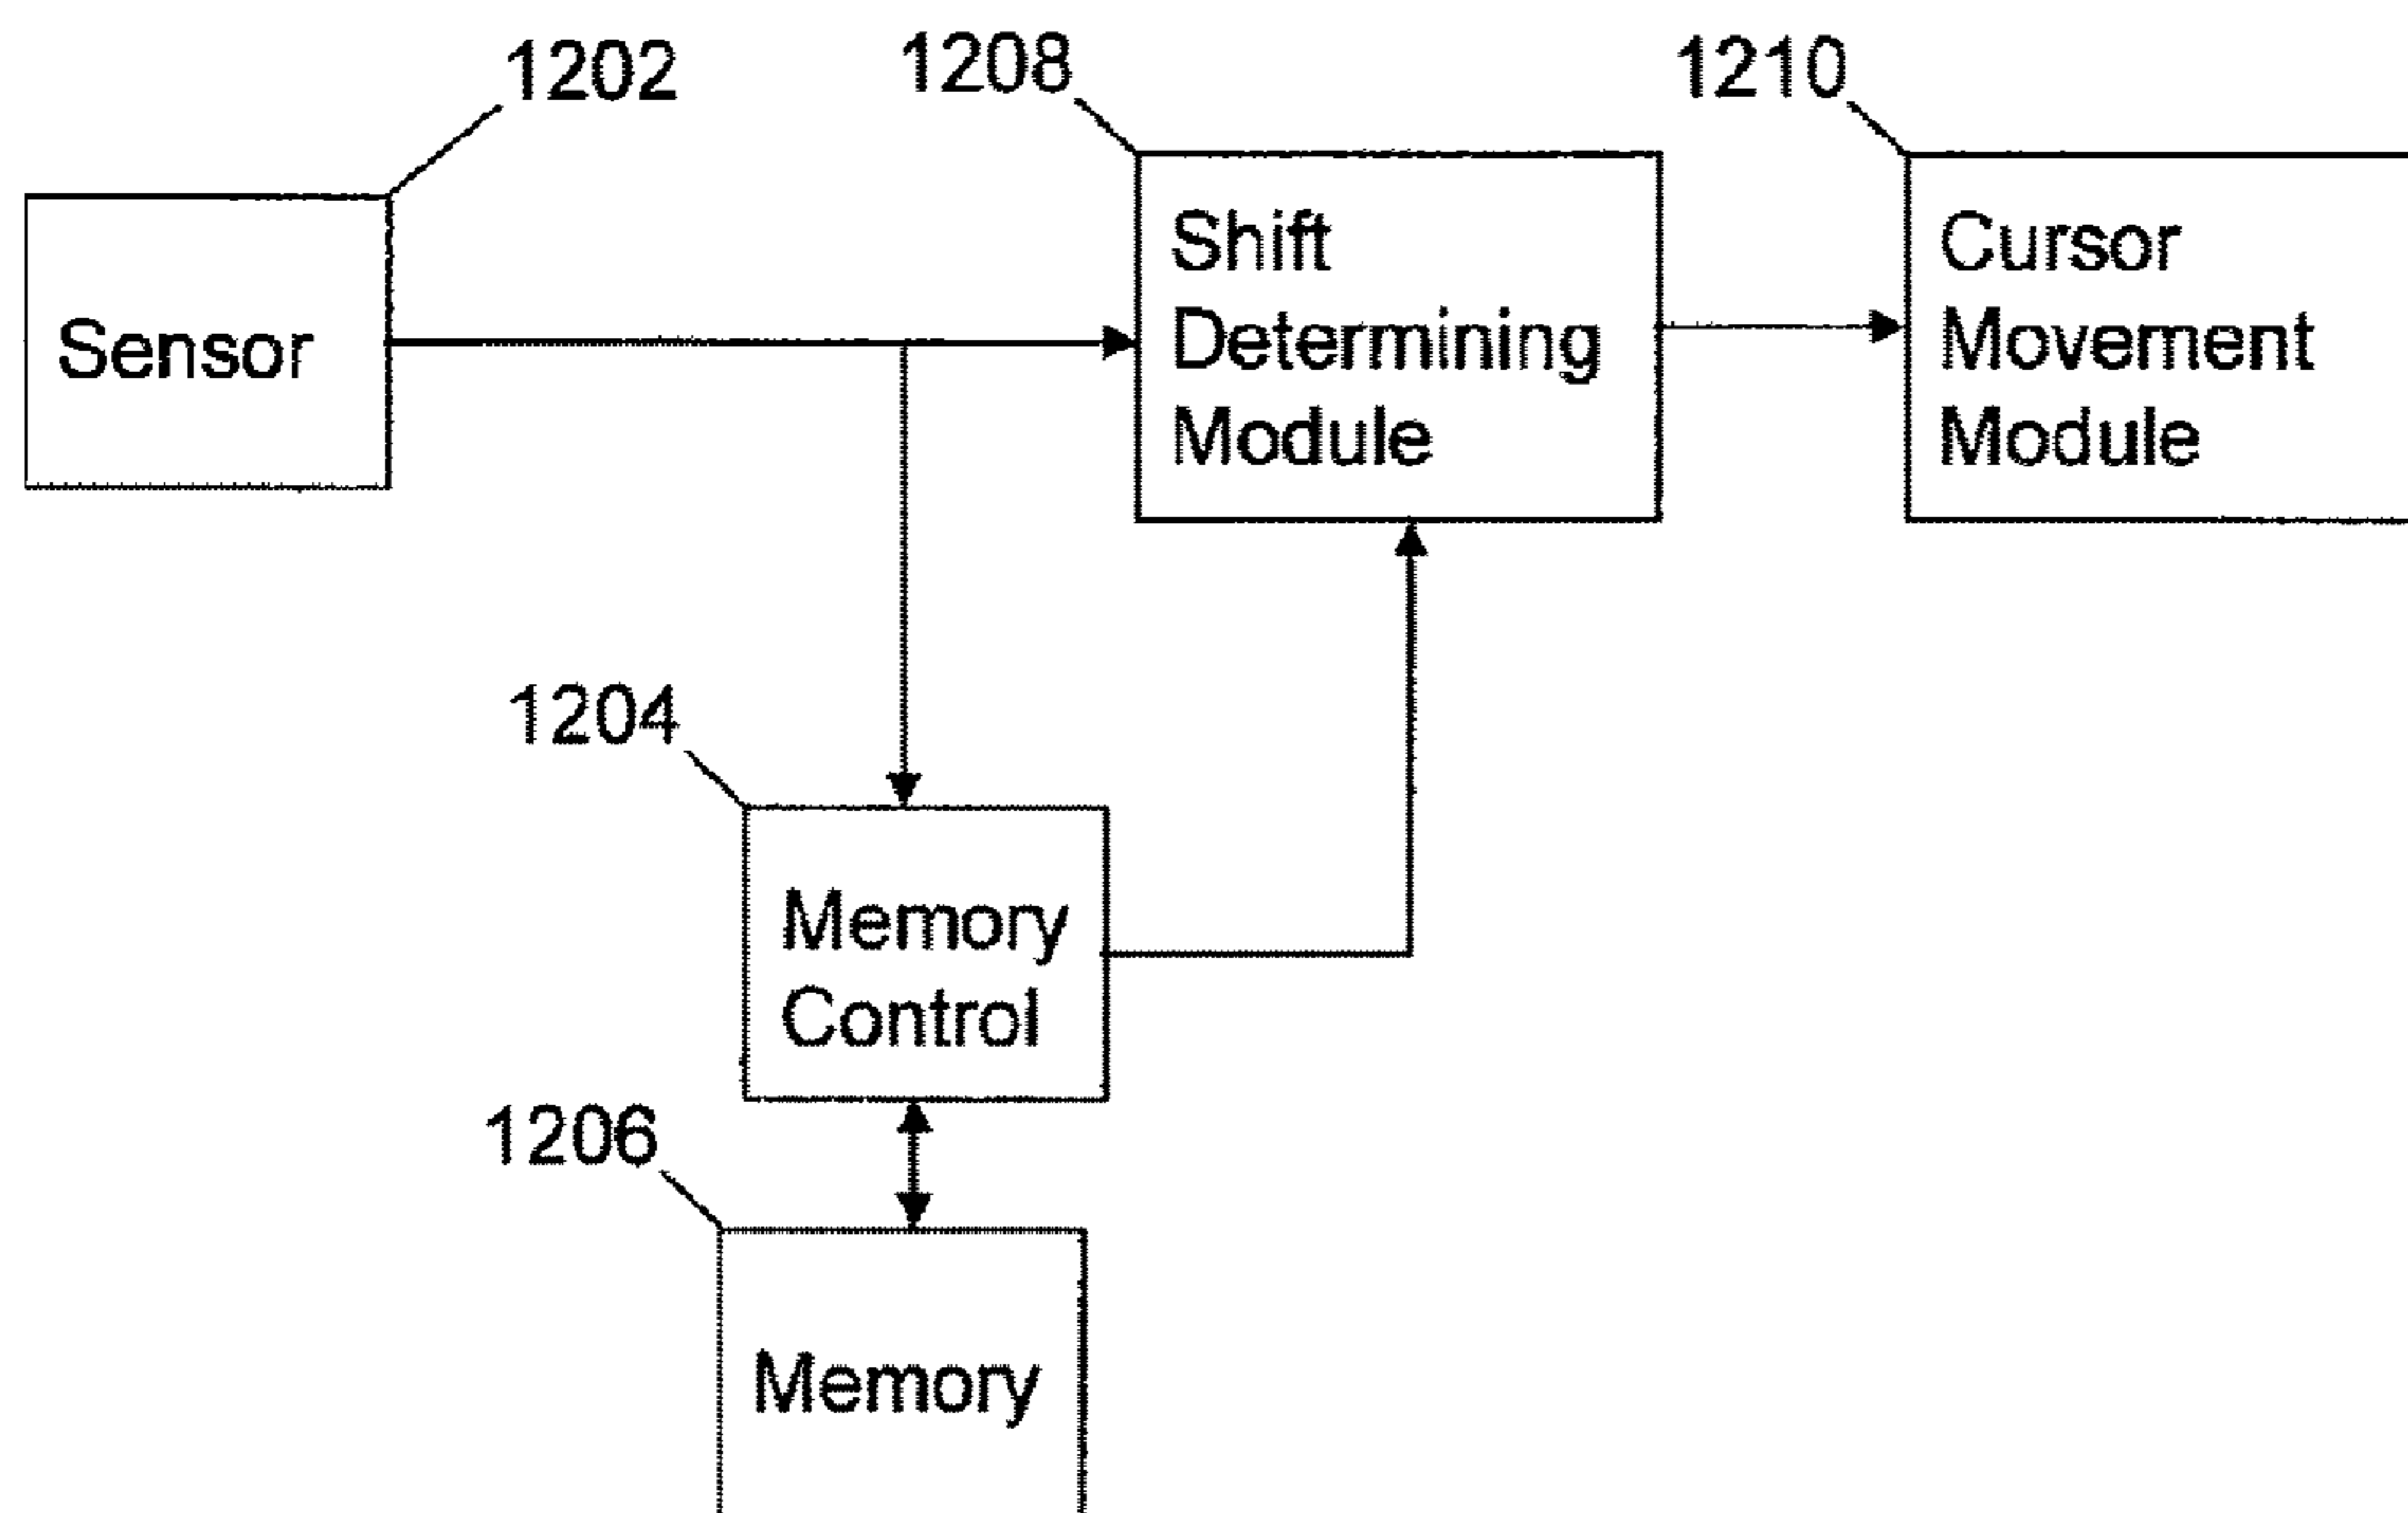 1202
1208
1210
Sensor
Shift
Determining
Module
Cursor
Movement
Module
1204
Memory
Control
1206
Memory